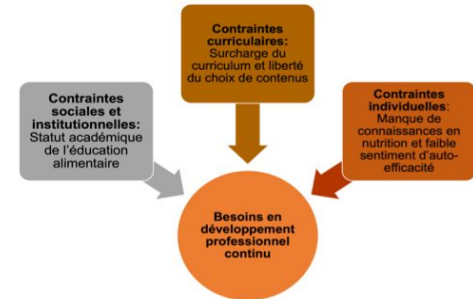 Contraintes
curriculaires:
Surcharge du
curriculum et liberté
du choix de contenus
Contraintes
sociales et
institutionnelles:
Statut académique
de l'éducation
alimentaire
Contraintes
individuelles:
Manque de
connaissances en
nutrition et faible
sentiment d'auto-
efficacité
Besoins en
développement
professionnel
continu